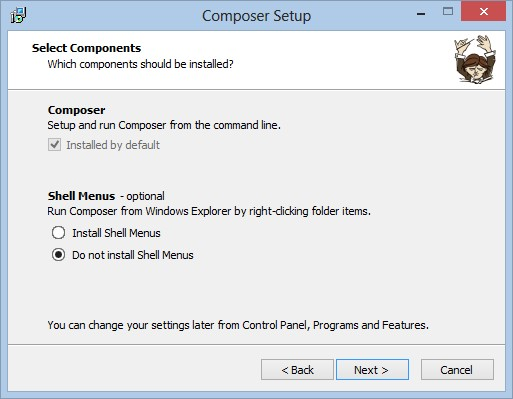 Composer Setup
Select Components
Which components should be installed?
Composer
Setup and run Composer from the command line.
Installed by default
Shell Menus - optional
Run Composer from Windows Explorer by right-clicking folder items.
Install Shell Menus
Do not install Shell Menus
You can change your settings later from Control Panel, Programs and Features.
< Back Next > Cancel